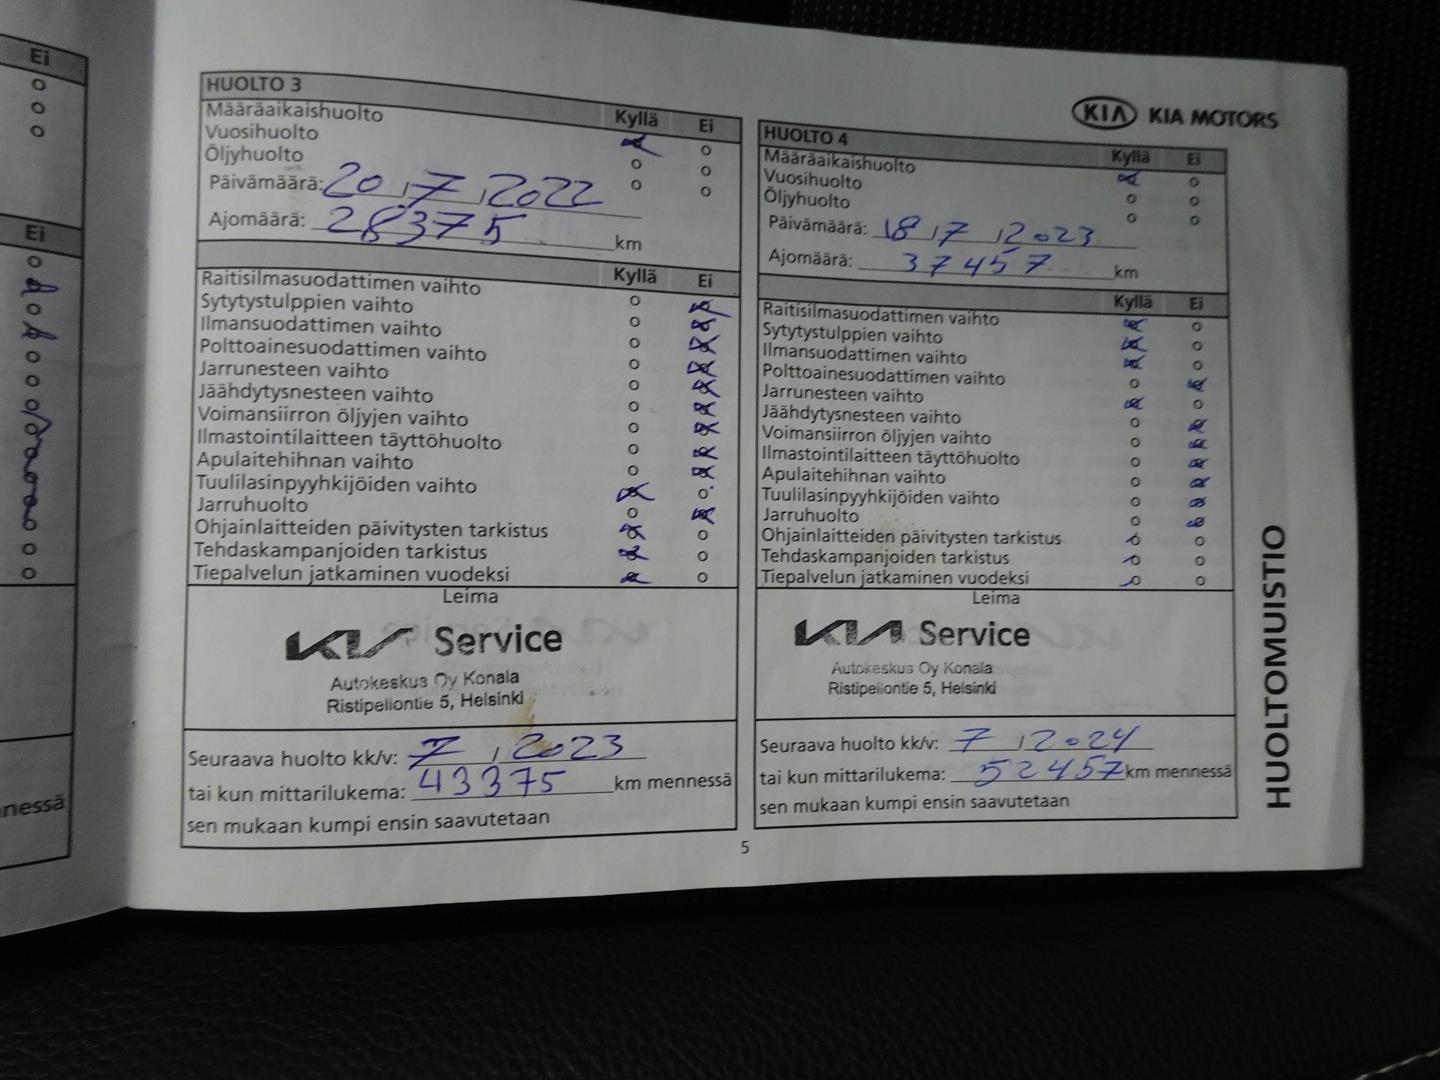 Ei
Ei
nnessä
HUOLTO 3
Kyllä Ei
Määräaikaishuolto
Vuosihuolto
Öljyhuolto
Päivämäärä: 20 / 7 / 2022
Ajomäärä: 28375 km
Kyllä Ei
Raitisilmasuodattimen vaihto
Sytytystulppien vaihto
Ilmansuodattimen vaihto
Polttoainesuodattimen vaihto
Jarrunesteen vaihto
Jäähdytysnesteen vaihto
Voimansiirron öljyjen vaihto
Ilmastointilaitteen täyttöhuolto
Apulaitehihnan vaihto
Tuulilasinpyyhkijöiden vaihto
Jarruhuolto
Ohjainlaitteiden päivitysten tarkistus
Tehdaskampanjoiden tarkistus
Tiepalvelun jatkaminen vuodeksi
Leima
KIA Service
Autokeskus Oy Konala
Ristipellontie 5, Helsinki
Seuraava huolto kk/v: 7 / 2023
tai kun mittarilukema: 43375 km mennessä
sen mukaan kumpi ensin saavutetaan
KIA KIA MOTORS
HUOLTO 4
Kyllä Ei
Määräaikaishuolto
Vuosihuolto
Öljyhuolto
Päivämäärä: 18 / 7 / 2023
Ajomäärä: 37457 km
Kyllä Ei
Raitisilmasuodattimen vaihto
Sytytystulppien vaihto
Ilmansuodattimen vaihto
Polttoainesuodattimen vaihto
Jarrunesteen vaihto
Jäähdytysnesteen vaihto
Voimansiirron öljyjen vaihto
Ilmastointilaitteen täyttöhuolto
Apulaitehihnan vaihto
Tuulilasinpyyhkijöiden vaihto
Jarruhuolto
Ohjainlaitteiden päivitysten tarkistus
Tehdaskampanjoiden tarkistus
Tiepalvelun jatkaminen vuodeksi
Leima
KIA Service
Autokeskus Oy Konala
Ristipellontie 5, Helsinki
Seuraava huolto kk/v: 7 / 2024
tai kun mittarilukema: 52457 km mennessä
sen mukaan kumpi ensin saavutetaan
HUOLTOMUISTIO
5